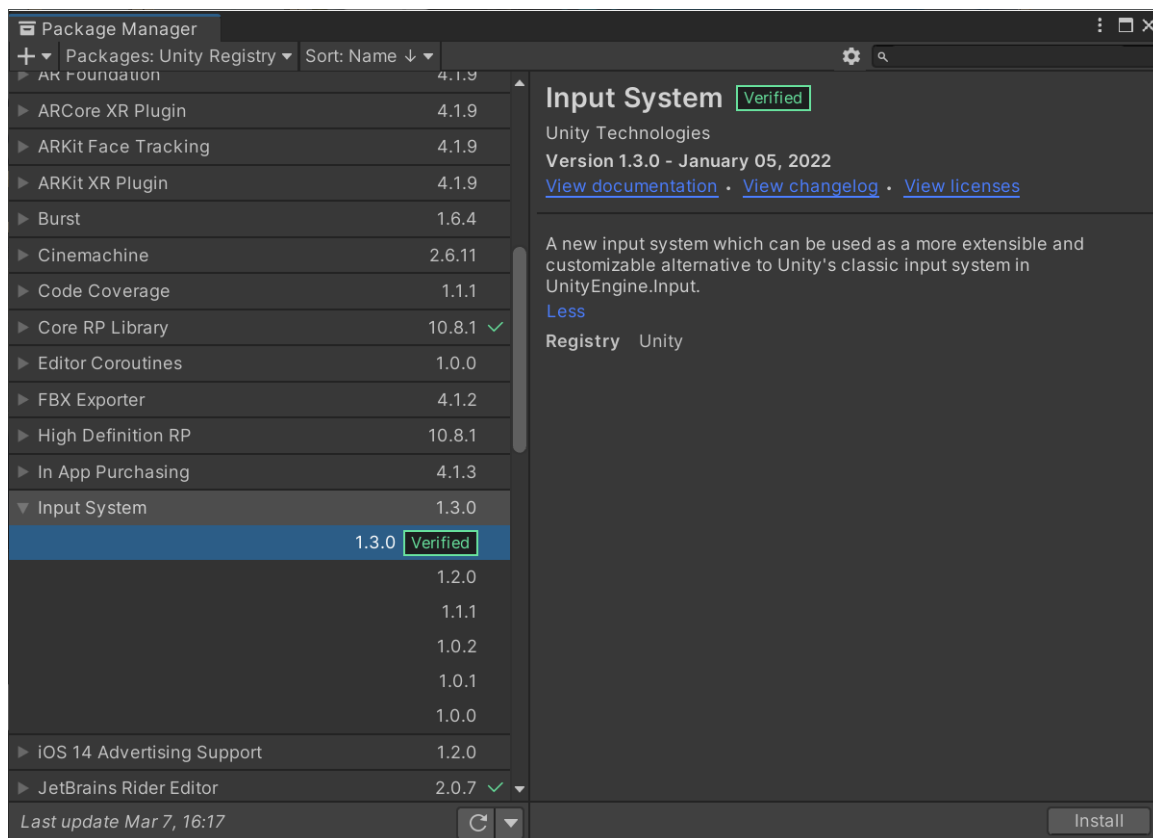 Package Manager
Packages: Unity Registry Sort: Name ↓
AR Foundation 4.1.9
ARCore XR Plugin 4.1.9
ARKit Face Tracking 4.1.9
ARKit XR Plugin 4.1.9
Burst 1.6.4
Cinemachine 2.6.11
Code Coverage 1.1.1
Core RP Library 10.8.1
Editor Coroutines 1.0.0
FBX Exporter 4.1.2
High Definition RP 10.8.1
In App Purchasing 4.1.3
Input System 1.3.0
1.3.0 Verified
1.2.0
1.1.1
1.0.2
1.0.1
1.0.0
iOS 14 Advertising Support 1.2.0
JetBrains Rider Editor 2.0.7
Last update Mar 7, 16:17
Input System Verified
Unity Technologies
Version 1.3.0 - January 05, 2022
View documentation • View changelog • View licenses
A new input system which can be used as a more extensible and
customizable alternative to Unity's classic input system in
UnityEngine.Input.
Less
Registry Unity
Install